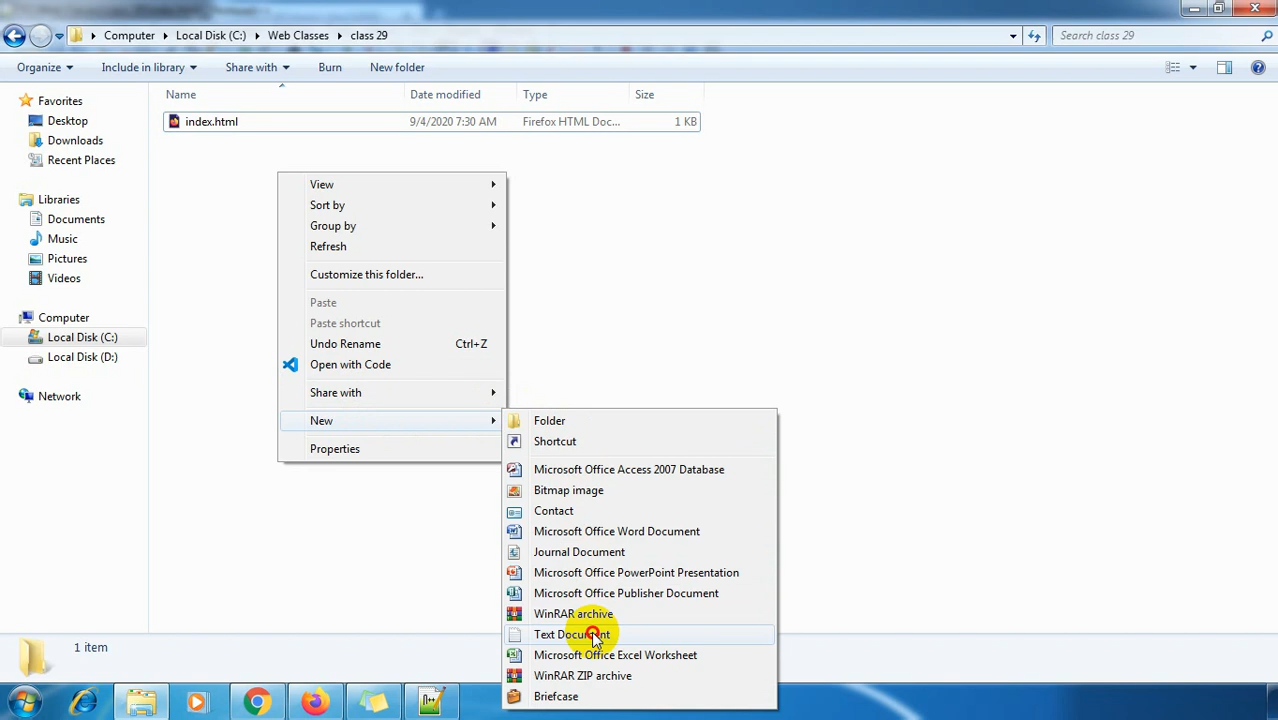 Computer Local Disk (C:) Web Classes class 29 Search class 29
Organize Include in library Share with Burn New folder
Name Date modified Type Size
index.html 9/4/2020 7:30 AM Firefox HTML Doc... 1 KB
Favorites
Desktop
Downloads
Recent Places
Libraries
Documents
Music
Pictures
Videos
Computer
Local Disk (C:)
Local Disk (D:)
Network
View
Sort by
Group by
Refresh
Customize this folder...
Paste
Paste shortcut
Undo Rename Ctrl+Z
Open with Code
Share with
New
Properties
Folder
Shortcut
Microsoft Office Access 2007 Database
Bitmap image
Contact
Microsoft Office Word Document
Journal Document
Microsoft Office PowerPoint Presentation
Microsoft Office Publisher Document
WinRAR archive
Text Document
Microsoft Office Excel Worksheet
WinRAR ZIP archive
Briefcase
1 item